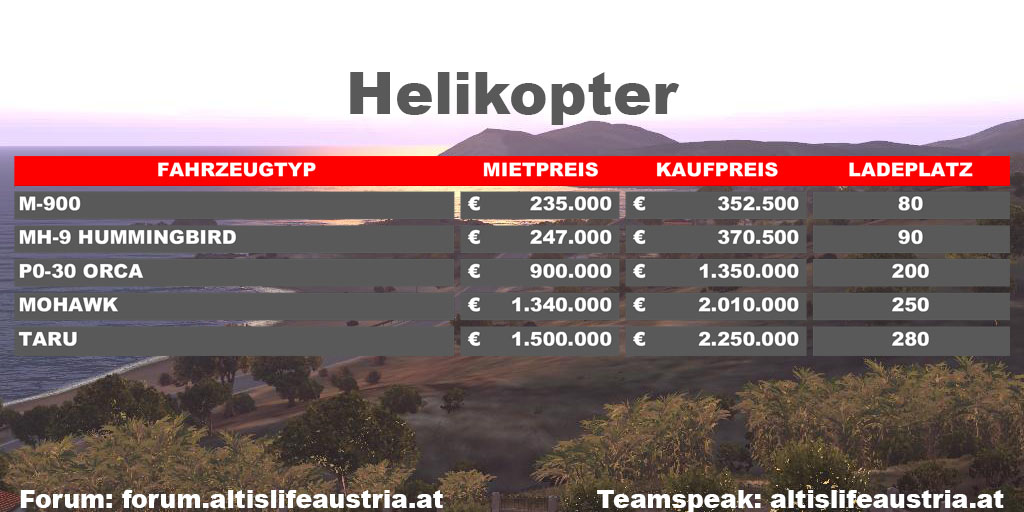 Helikopter
FAHRZEUGTYP MIETPREIS KAUFPREIS LADEPLATZ
M-900 € 235.000 € 352.500 80
MH-9 HUMMINGBIRD € 247.000 € 370.500 90
P0-30 ORCA € 900.000 € 1.350.000 200
MOHAWK € 1.340.000 € 2.010.000 250
TARU € 1.500.000 € 2.250.000 280
Forum: forum.altislifeaustria.at Teamspeak: altislifeaustria.at